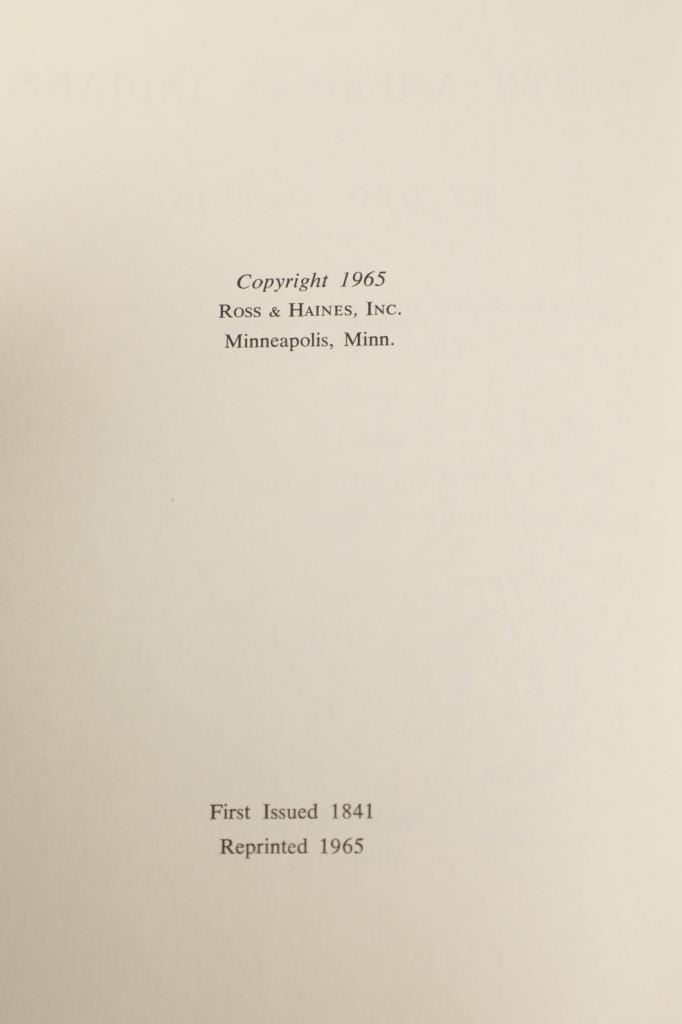 Copyright 1965
ROSS & HAINES, INC.
Minneapolis, Minn.
First Issued 1841
Reprinted 1965